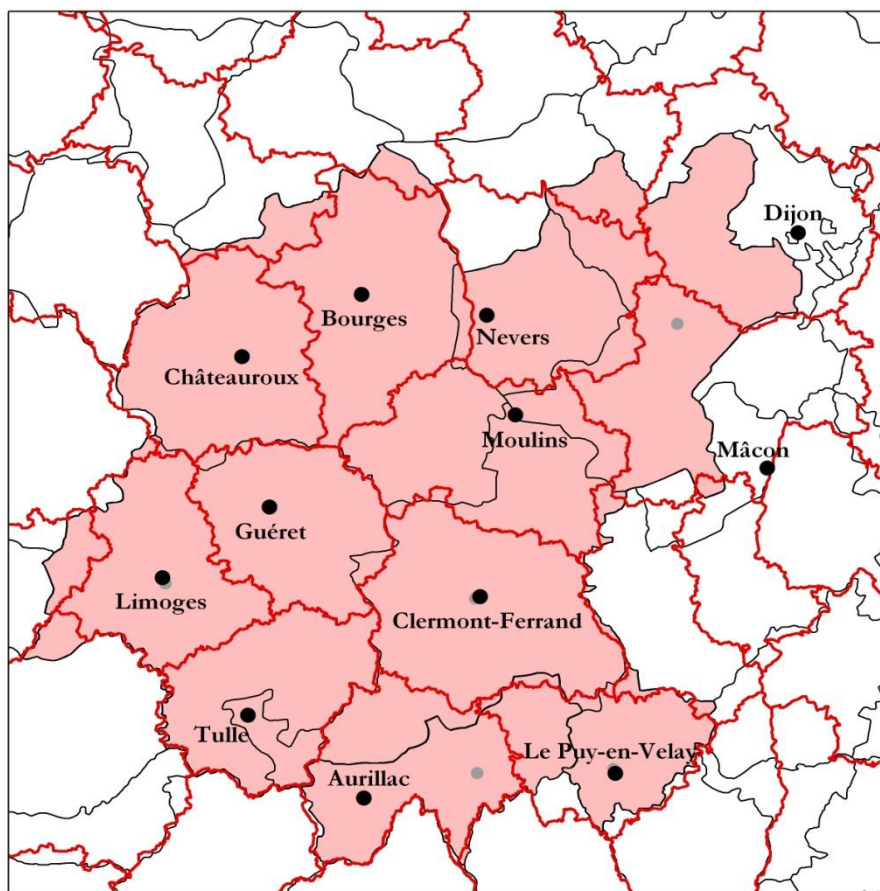 Dijon
Bourges
Nevers
Châteauroux
Moulins
Mâcon
Guéret
Limoges
Clermont-Ferrand
Tulle
Le Puy-en-Velay
Aurillac